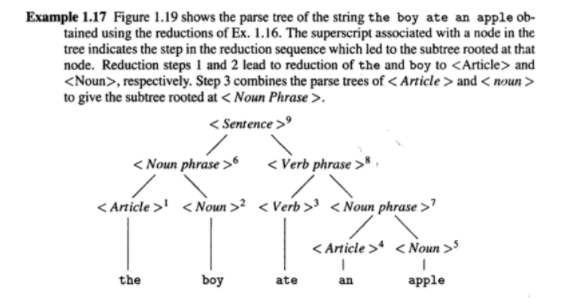 Example 1.17 Figure 1.19 shows the parse tree of the string the boy ate an apple ob-
tained using the reductions of Ex. 1.16. The superscript associated with a node in the
tree indicates the step in the reduction sequence which led to the subtree rooted at that
node. Reduction steps 1 and 2 lead to reduction of the and boy to <Article> and
<Noun>, respectively. Step 3 combines the parse trees of < Article > and < noun >
to give the subtree rooted at < Noun Phrase >.
< Sentence >⁹
< Noun phrase >⁶ < Verb phrase >⁸
< Article >¹ < Noun >² < Verb >³ < Noun phrase >⁷
< Article >⁴ < Noun >⁵
the boy ate an apple